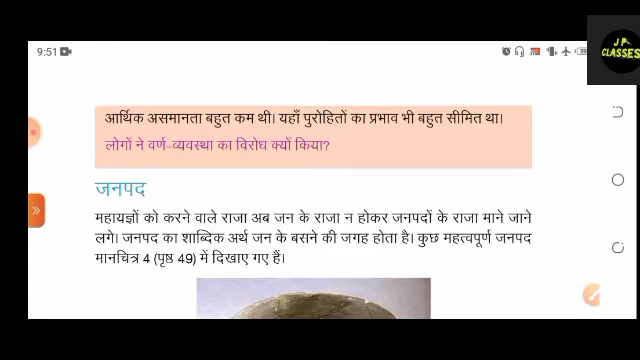 9:51
J P
CLASSES
आर्थिक असमानता बहुत कम थी। यहाँ पुरोहितों का प्रभाव भी बहुत सीमित था।
लोगों ने वर्ण-व्यवस्था का विरोध क्यों किया?
जनपद
महायज्ञों को करने वाले राजा अब जन के राजा न होकर जनपदों के राजा माने जाने
लगे। जनपद का शाब्दिक अर्थ जन के बसने की जगह होता है। कुछ महत्वपूर्ण जनपद
मानचित्र 4 (पृष्ठ 49) में दिखाए गए हैं।